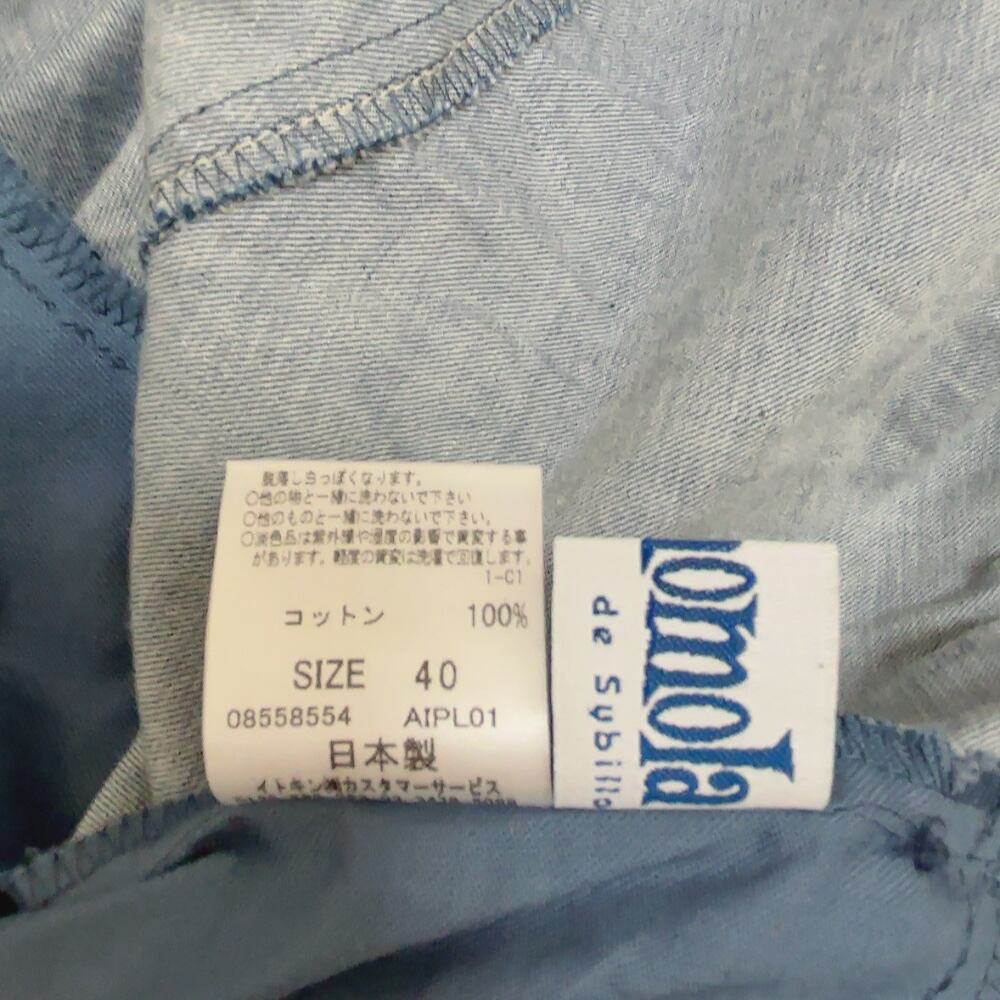 脱落し白っぽくなります。
○他の物と一緒に洗わないで下さい
○他のものと一緒に洗わないで下さい。
○淡色品は紫外線や湿度の影響で黄変する事
があります。軽度の黄変は洗濯で回復します。
1-C1
コットン 100%
SIZE 40
08558554 AIPL01
日本製
イトキン㈱カスタマーサービス
de Sybilla